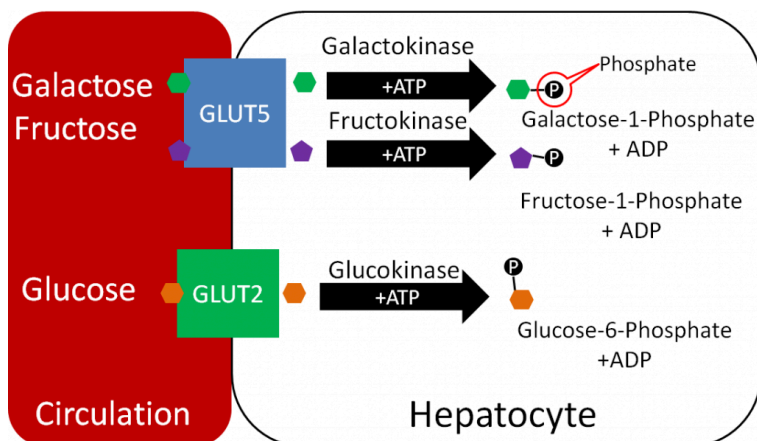 Galactokinase
Phosphate
Galactose
+ATP
P
GLUT5
Fructose
Fructokinase
Galactose-1-Phosphate
+ATP
+ ADP
P
Fructose-1-Phosphate
+ ADP
P
Glucose
GLUT2
Glucokinase
+ATP
Glucose-6-Phosphate
+ADP
Circulation
Hepatocyte